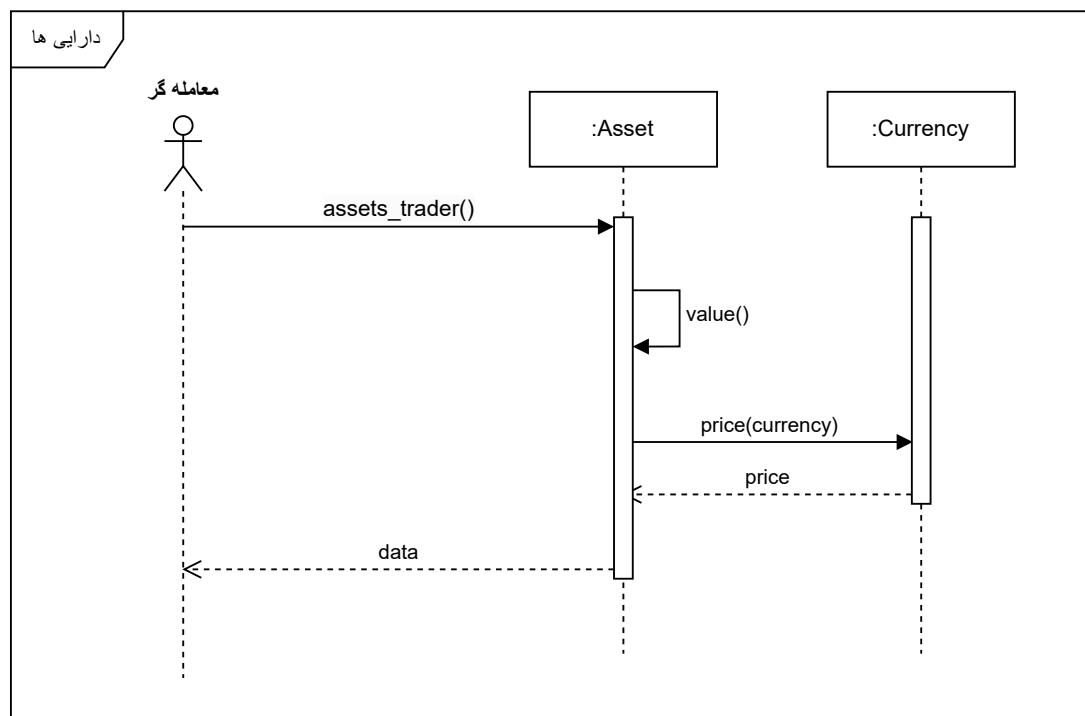 دارایی ها
معامله گر
:Asset
:Currency
assets_trader()
value()
price(currency)
price
data